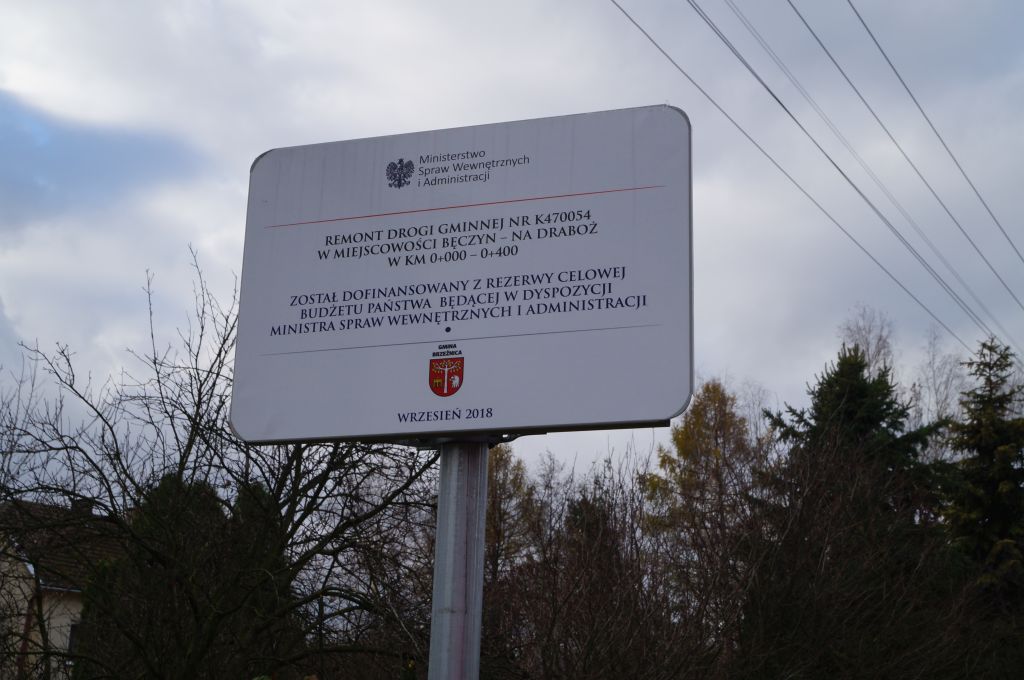 Ministerstwo
Spraw Wewnętrznych
i Administracji
REMONT DROGI GMINNEJ NR K470054
W MIEJSCOWOŚCI BĘCZYN – NA DRABOŻ
W KM 0+000 – 0+400
ZOSTAŁ DOFINANSOWANY Z REZERWY CELOWEJ
BUDŻETU PAŃSTWA BĘDĄCEJ W DYSPOZYCJI
MINISTRA SPRAW WEWNĘTRZNYCH I ADMINISTRACJI
GMINA
BRZEŹNICA
WRZESIEŃ 2018